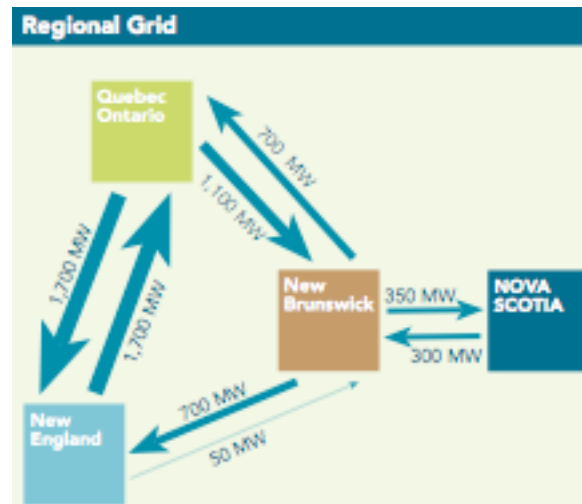 Regional Grid
Quebec
Ontario
700 MW
1,100 MW
1,700 MW
1,700 MW
New
Brunswick
350 MW
NOVA
SCOTIA
300 MW
700 MW
50 MW
New
England